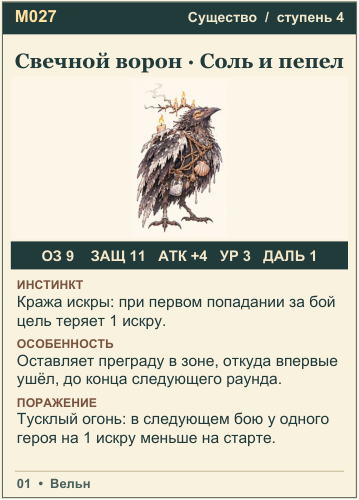 M027
Существо / ступень 4
Свечной ворон · Соль и пепел
ОЗ 9 ЗАЩ 11 АТК +4 УР 3 ДАЛЬ 1
ИНСТИНКТ
Кража искры: при первом попадании за бой
цель теряет 1 искру.
ОСОБЕННОСТЬ
Оставляет преграду в зоне, откуда впервые
ушёл, до конца следующего раунда.
ПОРАЖЕНИЕ
Тусклый огонь: в следующем бою у одного
героя на 1 искру меньше на старте.
01 • Вельн